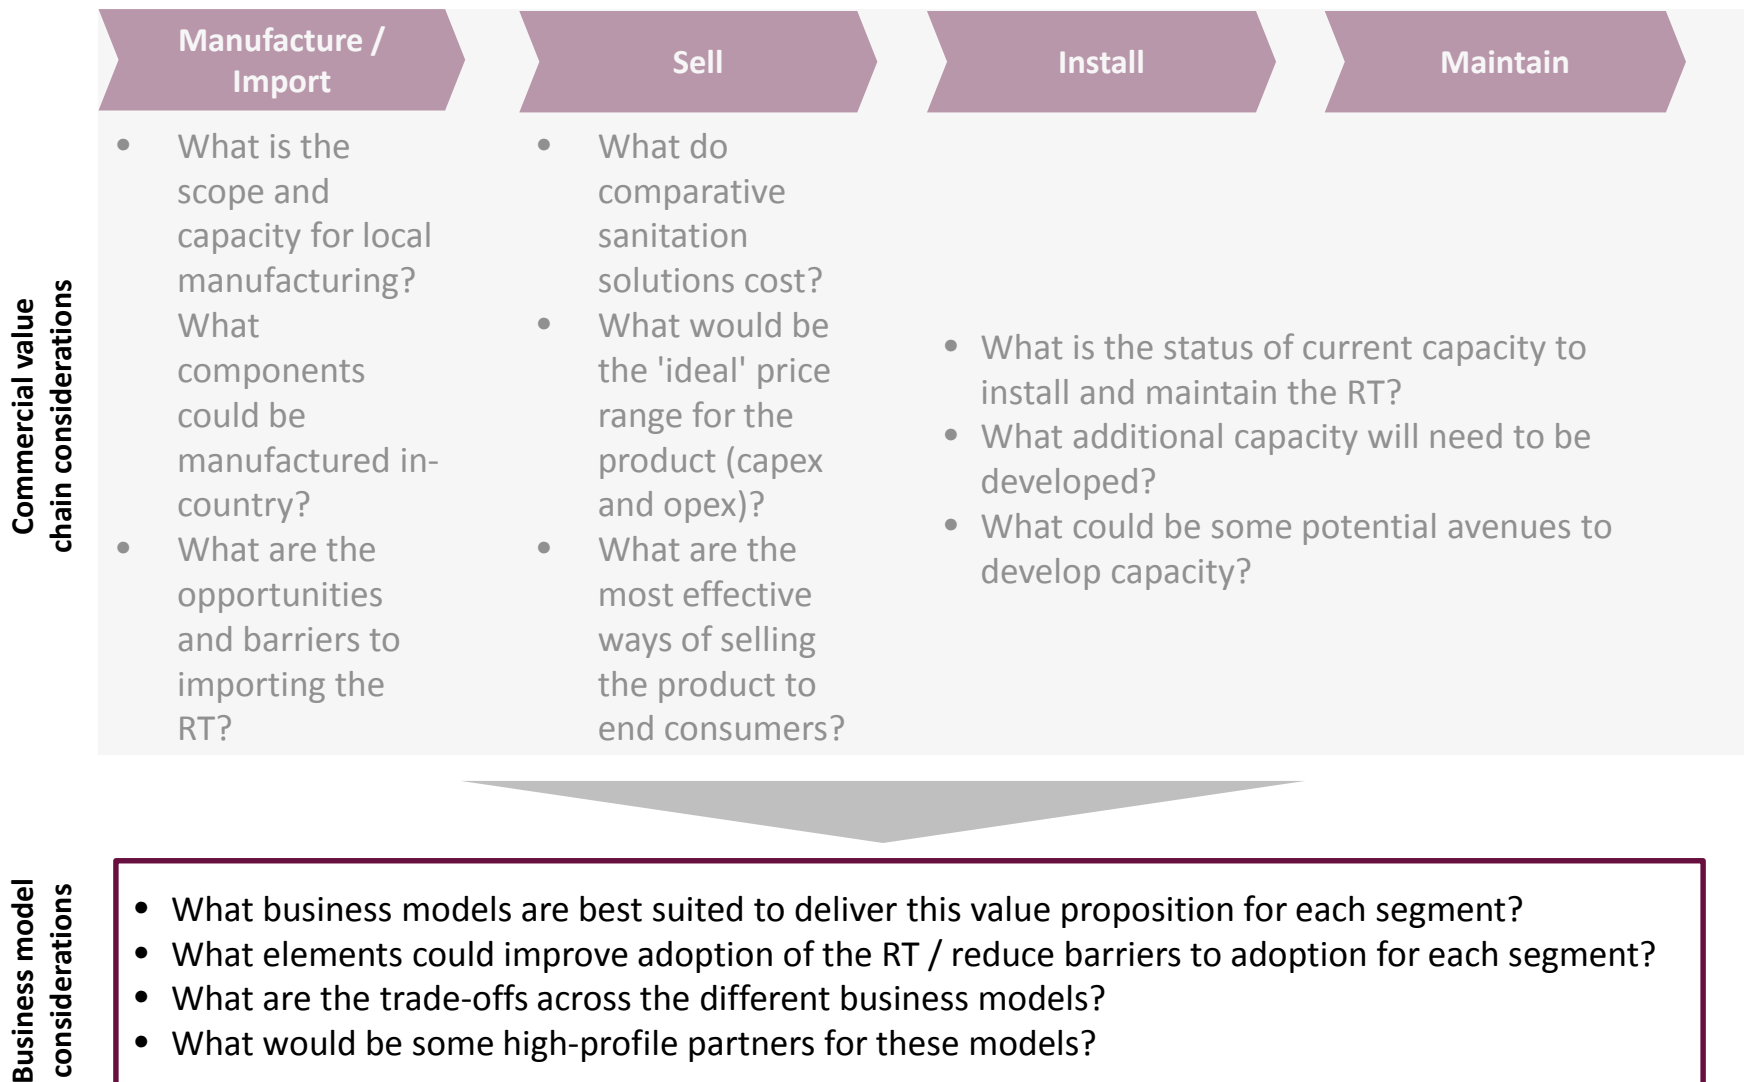 Manufacture /
Import
Sell
Install
Maintain
Commercial value
chain considerations
• What is the
scope and
capacity for local
manufacturing?
What
components
could be
manufactured in-
country?
• What are the
opportunities
and barriers to
importing the
RT?
• What do
comparative
sanitation
solutions cost?
• What would be
the 'ideal' price
range for the
product (capex
and opex)?
• What are the
most effective
ways of selling
the product to
end consumers?
• What is the status of current capacity to
install and maintain the RT?
• What additional capacity will need to be
developed?
• What could be some potential avenues to
develop capacity?
Business model
considerations
• What business models are best suited to deliver this value proposition for each segment?
• What elements could improve adoption of the RT / reduce barriers to adoption for each segment?
• What are the trade-offs across the different business models?
• What would be some high-profile partners for these models?